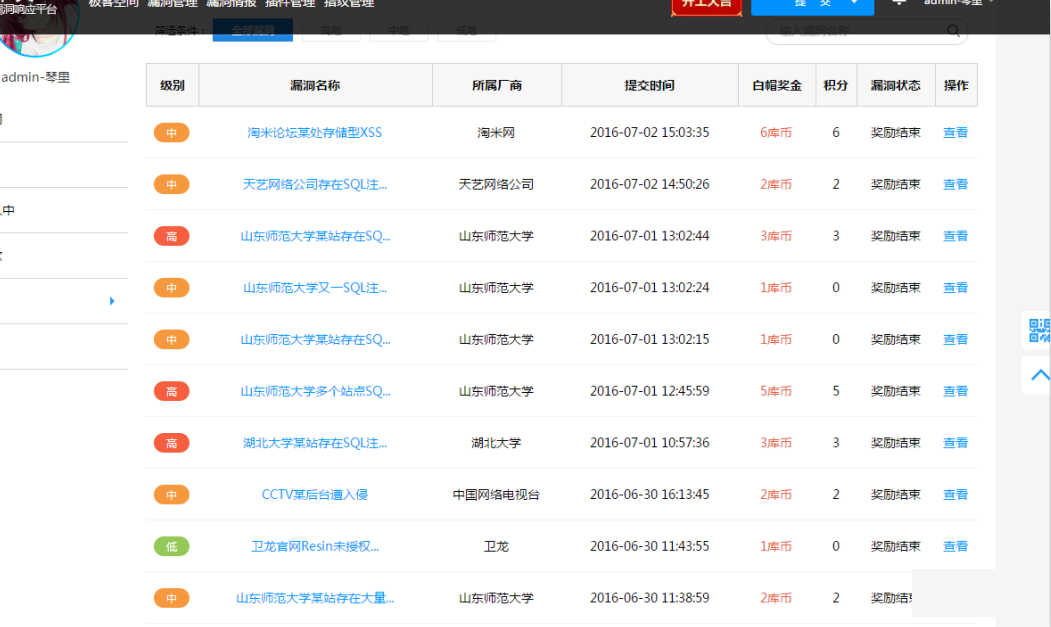 洞响应平台
极客空间 漏洞管理 漏洞情报 插件管理 指纹管理
开工大吉
提 交
admin-琴里
筛选条件： 全部漏洞 高危 中危 低危
输入漏洞名称
admin-琴里
级别 漏洞名称 所属厂商 提交时间 白帽奖金 积分 漏洞状态 操作
中 淘米论坛某处存储型XSS 淘米网 2016-07-02 15:03:35 6库币 6 奖励结束 查看
中 天艺网络公司存在SQL注... 天艺网络公司 2016-07-02 14:50:26 2库币 2 奖励结束 查看
高 山东师范大学某站存在SQ... 山东师范大学 2016-07-01 13:02:44 3库币 3 奖励结束 查看
中 山东师范大学又一SQL注... 山东师范大学 2016-07-01 13:02:24 1库币 0 奖励结束 查看
中 山东师范大学某站存在SQ... 山东师范大学 2016-07-01 13:02:15 1库币 0 奖励结束 查看
高 山东师范大学多个站点SQ... 山东师范大学 2016-07-01 12:45:59 5库币 5 奖励结束 查看
高 湖北大学某站存在SQL注... 湖北大学 2016-07-01 10:57:36 3库币 3 奖励结束 查看
中 CCTV某后台遭入侵 中国网络电视台 2016-06-30 16:13:45 2库币 2 奖励结束 查看
低 卫龙官网Resin未授权... 卫龙 2016-06-30 11:43:55 1库币 0 奖励结束 查看
中 山东师范大学某站存在大量... 山东师范大学 2016-06-30 11:38:59 2库币 2 奖励结
中